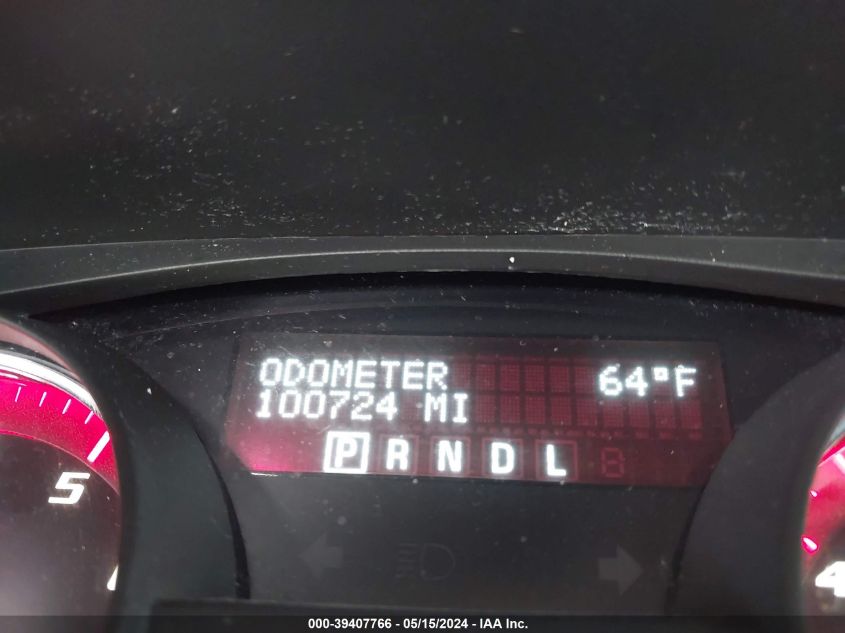 ODOMETER 64°F
100724 MI
P R N D L
5
4
000-39407766 - 05/15/2024 - IAA Inc.